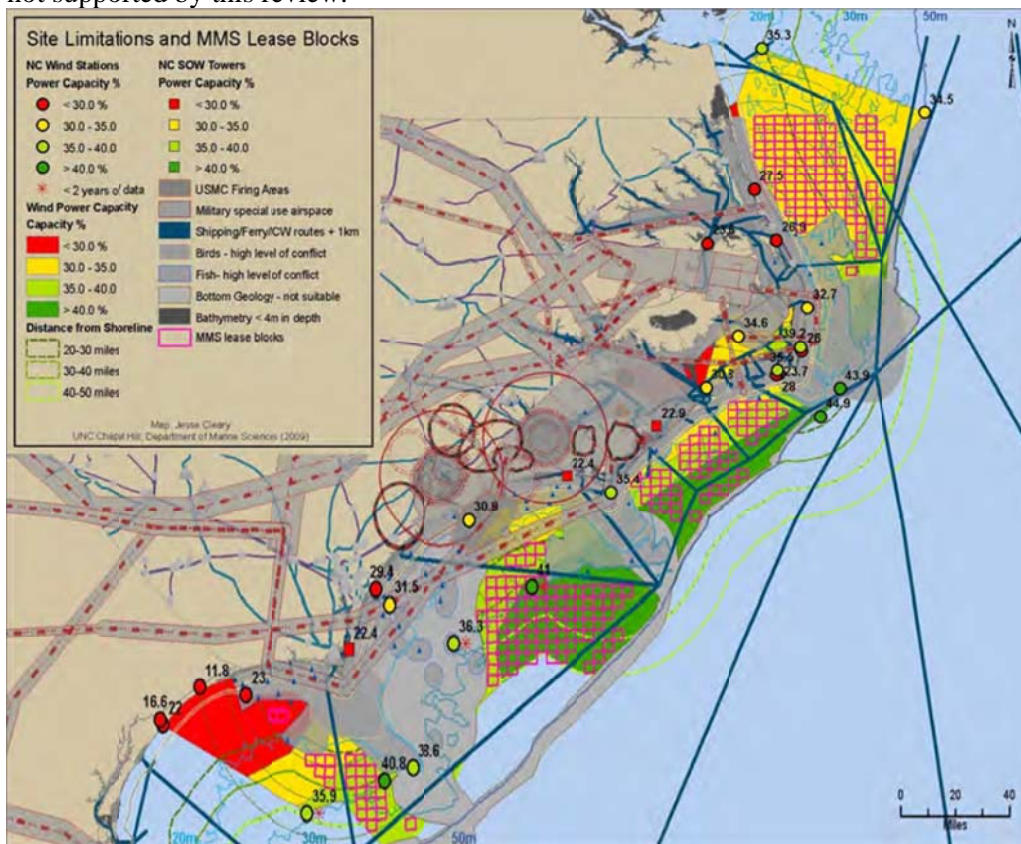 not supported by this review.
Site Limitations and MMS Lease Blocks
NC Wind Stations
Power Capacity %
< 30.0 %
30.0 - 35.0
35.0 - 40.0
> 40.0 %
< 2 years of data
Wind Power Capacity
Capacity %
< 30.0 %
30.0 - 35.0
35.0 - 40.0
> 40.0 %
Distance from Shoreline
20-30 miles
30-40 miles
40-50 miles
NC SOW Towers
Power Capacity %
< 30.0 %
30.0 - 35.0
35.0 - 40.0
> 40.0 %
USMC Firing Areas
Military special use airspace
Shipping/Ferry/CW routes + 1km
Birds - high level of conflict
Fish- high level of conflict
Bottom Geology - not suitable
Bathymetry < 4m in depth
MMS lease blocks
Map: Jesse Cleary
UNC Chapel Hill, Department of Marine Sciences (2009)
20m
30m
50m
N
35.3
34.5
27.5
26.9
32.7
34.6
39.2
26
23.7
28
43.9
44.9
22.9
22.4
35.4
30.9
41
29.4
31.5
36.3
22.4
11.8
23
16.6
22
40.8
35.9
20m
30m
50m
0
20
40
Miles